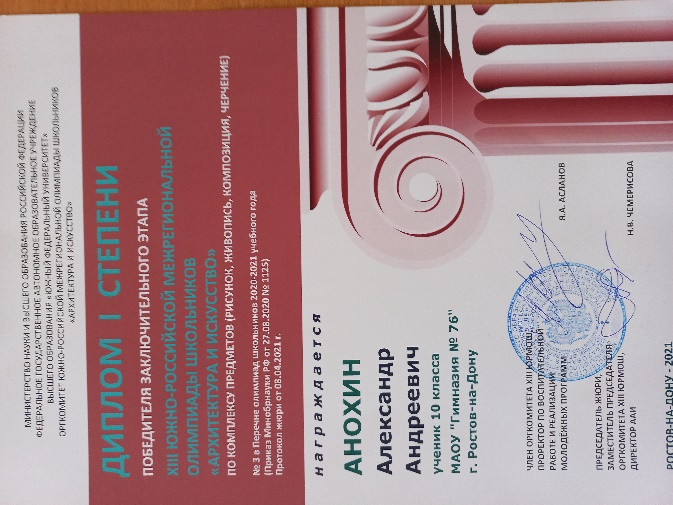 МИНИСТЕРСТВО НАУКИ И ВЫСШЕГО ОБРАЗОВАНИЯ РОССИЙСКОЙ ФЕДЕРАЦИИ
ФЕДЕРАЛЬНОЕ ГОСУДАРСТВЕННОЕ АВТОНОМНОЕ ОБРАЗОВАТЕЛЬНОЕ УЧРЕЖДЕНИЕ
ВЫСШЕГО ОБРАЗОВАНИЯ «ЮЖНЫЙ ФЕДЕРАЛЬНЫЙ УНИВЕРСИТЕТ»
ОРГКОМИТЕТ ЮЖНО-РОССИЙСКОЙ МЕЖРЕГИОНАЛЬНОЙ ОЛИМПИАДЫ ШКОЛЬНИКОВ
«АРХИТЕКТУРА И ИСКУССТВО»
ДИПЛОМ I СТЕПЕНИ
ПОБЕДИТЕЛЯ ЗАКЛЮЧИТЕЛЬНОГО ЭТАПА
XIII ЮЖНО-РОССИЙСКОЙ МЕЖРЕГИОНАЛЬНОЙ
ОЛИМПИАДЫ ШКОЛЬНИКОВ
«АРХИТЕКТУРА И ИСКУССТВО»
ПО КОМПЛЕКСУ ПРЕДМЕТОВ (РИСУНОК, ЖИВОПИСЬ, КОМПОЗИЦИЯ, ЧЕРЧЕНИЕ)
№ 3 в Перечне олимпиад школьников 2020-2021 учебного года
(Приказ Минобрнауки РФ от 27.08.2020 № 1125)
Протокол жюри от 08.04.2021 г.
награждается
АНОХИН
Александр
Андреевич
ученик 10 класса
МАОУ "Гимназия № 76"
г. Ростов-на-Дону
ЧЛЕН ОРГКОМИТЕТА XIII ЮРМОШ,
ПРОРЕКТОР ПО ВОСПИТАТЕЛЬНОЙ
РАБОТЕ И РЕАЛИЗАЦИИ
МОЛОДЁЖНЫХ ПРОГРАММ
Я.А. АСЛАНОВ
ПРЕДСЕДАТЕЛЬ ЖЮРИ,
ЗАМЕСТИТЕЛЬ ПРЕДСЕДАТЕЛЯ
ОРГКОМИТЕТА XIII ЮРМОШ,
ДИРЕКТОР ААИ
Н.В. ЧЕМЕРИСОВА
РОСТОВ-НА-ДОНУ - 2021